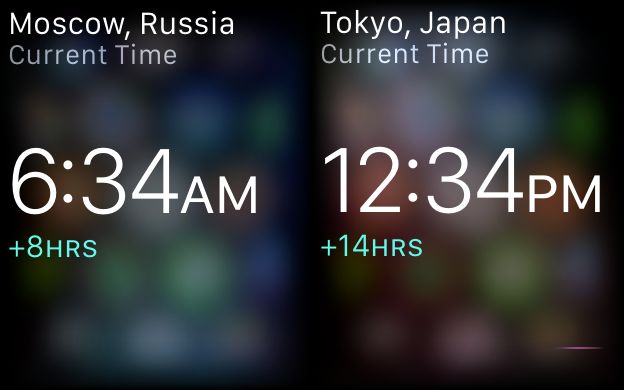 Moscow, Russia
Current Time
6:34AM
+8HRS
Tokyo, Japan
Current Time
12:34PM
+14HRS